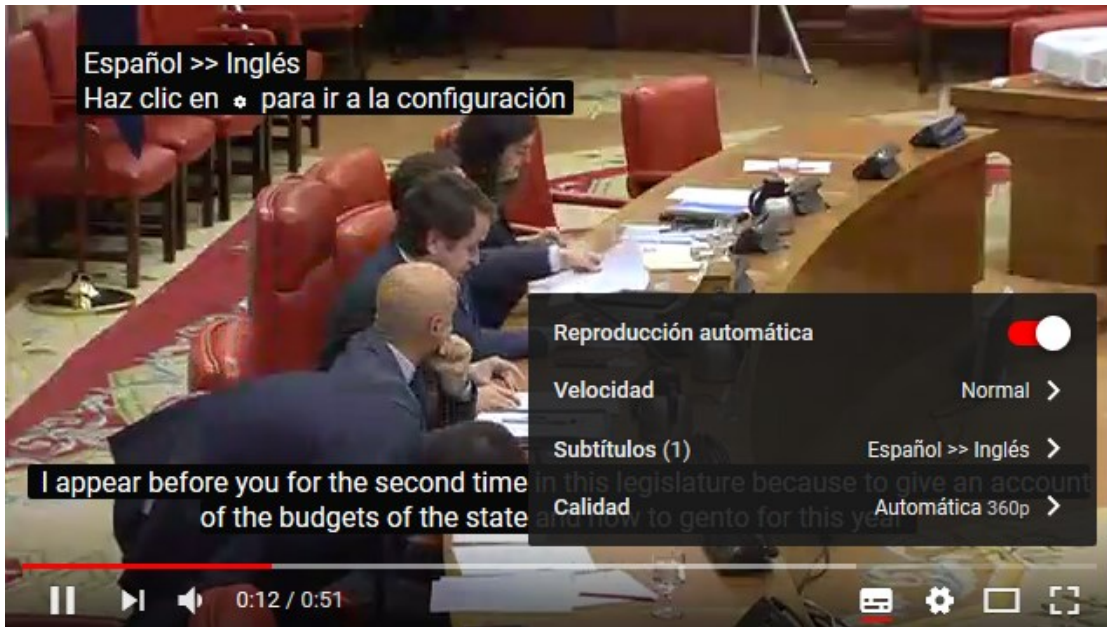 Español >> Inglés
Haz clic en para ir a la configuración
Reproducción automática
Velocidad Normal
Subtítulos (1) Español >> Inglés
I appear before you for the second time in this legislature because to give an account
Calidad Automática 360p
of the budgets of the state and how to gento for this year
0:12 / 0:51